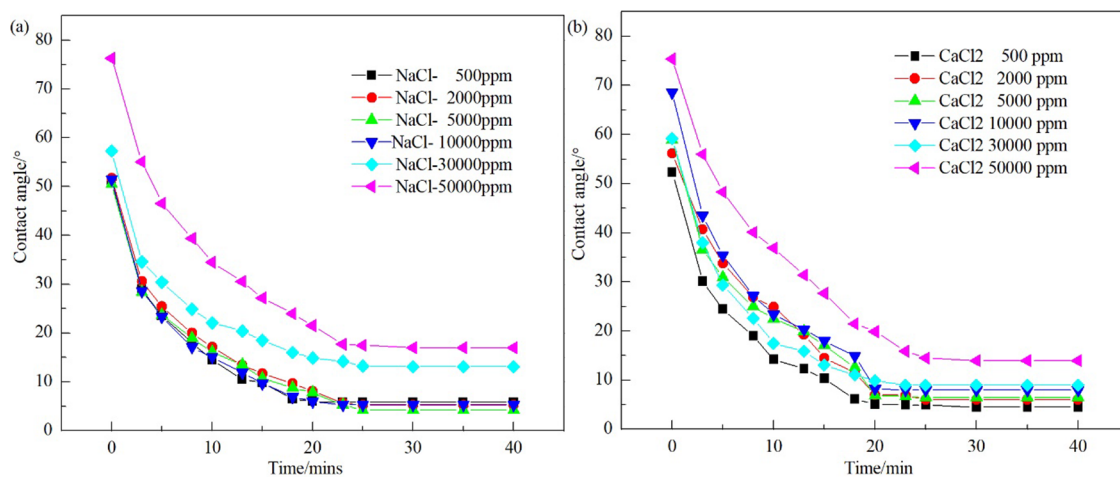 (a)
80
70
60
50
40
30
20
10
0
Contact angle/°
NaCl- 500ppm
NaCl- 2000ppm
NaCl- 5000ppm
NaCl- 10000ppm
NaCl-30000ppm
NaCl-50000ppm
0 10 20 30 40
Time/mins
(b)
80
70
60
50
40
30
20
10
0
Contact angle/°
CaCl2 500 ppm
CaCl2 2000 ppm
CaCl2 5000 ppm
CaCl2 10000 ppm
CaCl2 30000 ppm
CaCl2 50000 ppm
0 10 20 30 40
Time/min